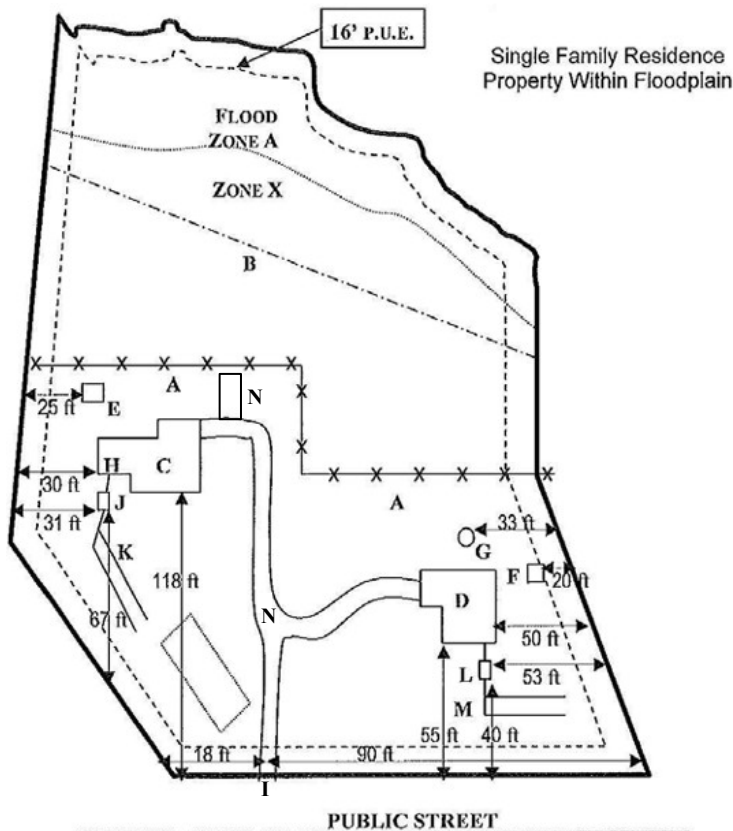 16' P.U.E.
Single Family Residence
Property Within Floodplain
FLOOD
ZONE A
ZONE X
B
A
N
25 ft
E
H
C
30 ft
A
J
33 ft
31 ft
G
K
118 ft
F
20 ft
D
N
67 ft
50 ft
L
53 ft
M
55 ft
40 ft
18 ft
90 ft
I
PUBLIC STREET